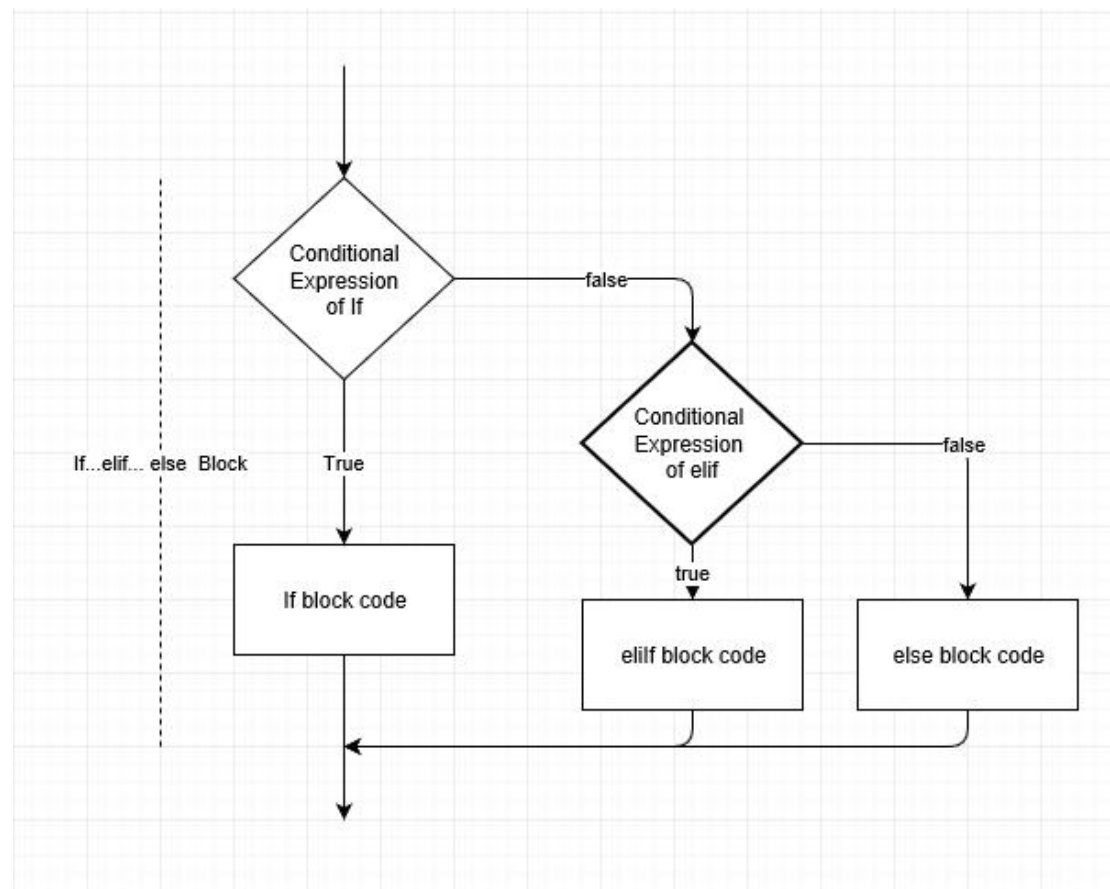 Conditional
Expression
of If
false
Conditional
Expression
of elif
false
If...elif... else  Block
True
true
If block code
elilf block code
else block code